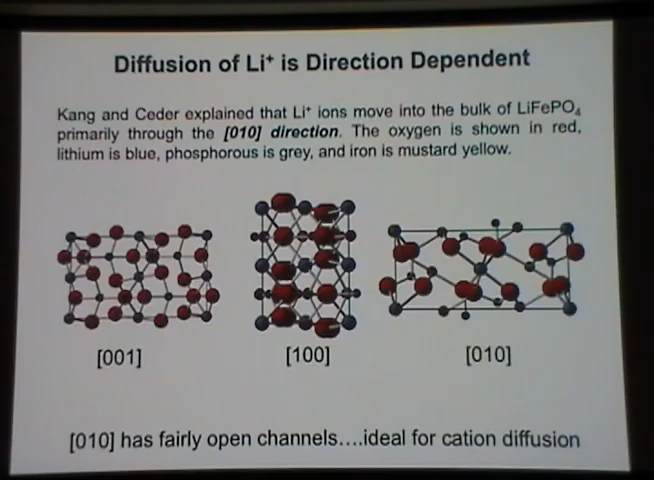 Diffusion of Li⁺ is Direction Dependent
Kang and Ceder explained that Li⁺ ions move into the bulk of LiFePO₄
primarily through the [010] direction. The oxygen is shown in red,
lithium is blue, phosphorous is grey, and iron is mustard yellow.
[001] [100] [010]
[010] has fairly open channels....ideal for cation diffusion